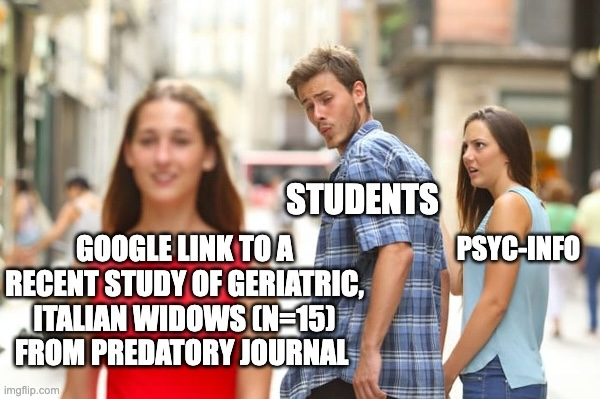 STUDENTS
PSYC-INFO
GOOGLE LINK TO A
RECENT STUDY OF GERIATRIC,
ITALIAN WIDOWS (N=15)
FROM PREDATORY JOURNAL
imgflip.com